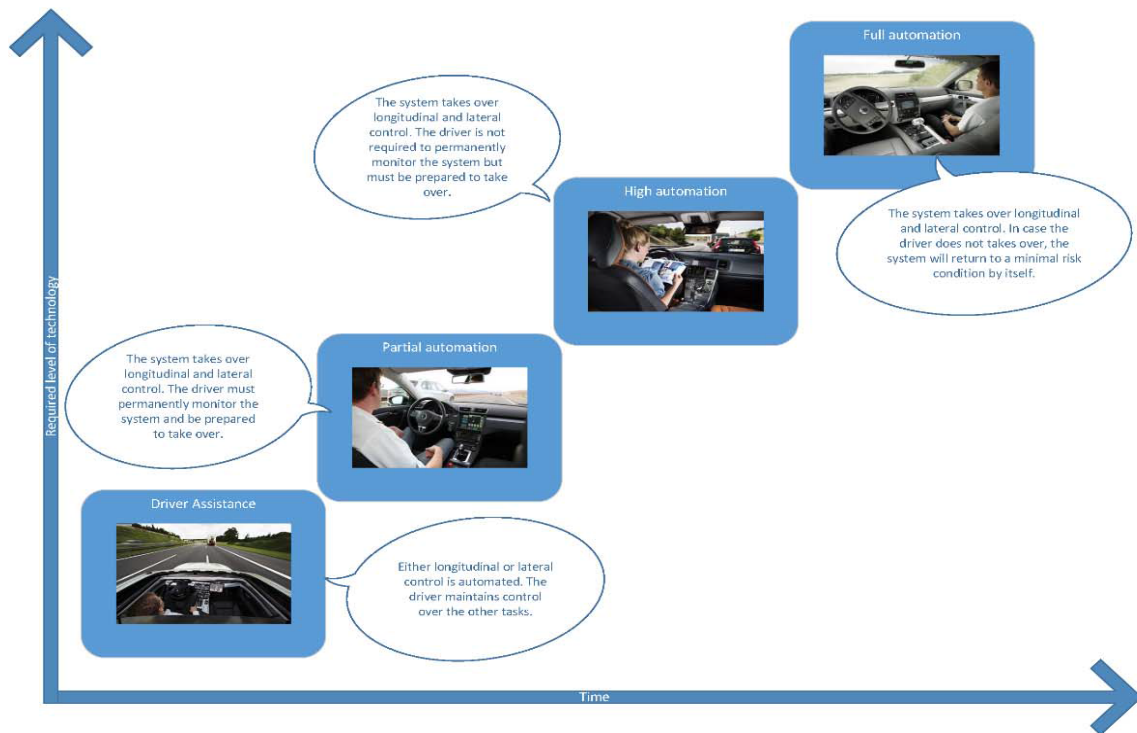 Full automation
The system takes over
longitudinal and lateral
control. The driver is not
required to permanently
monitor the system but
must be prepared to take
over.
High automation
The system takes over longitudinal
and lateral control. In case the
driver does not takes over, the
system will return to a minimal risk
condition by itself.
Required level of technology
Partial automation
The system takes over
longitudinal and lateral
control. The driver must
permanently monitor the
system and be prepared
to take over.
Driver Assistance
Either longitudinal or lateral
control is automated. The
driver maintains control
over the other tasks.
Time